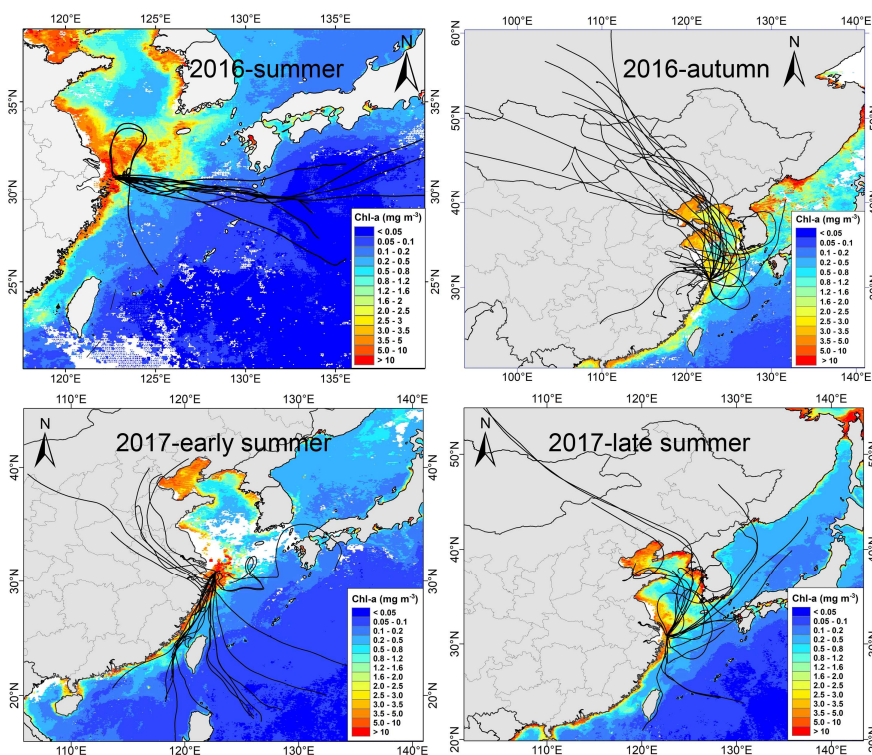 120°E 125°E 130°E 135°E
2016-summer
N
35°N
30°N
25°N
35°N
30°N
25°N
Chl-a (mg m⁻³)
< 0.05
0.05 - 0.1
0.1 - 0.2
0.2 - 0.5
0.5 - 0.8
0.8 - 1.2
1.2 - 1.6
1.6 - 2
2.0 - 2.5
2.5 - 3
3.0 - 3.5
3.5 - 5
5.0 - 10
> 10
120°E 125°E 130°E 135°E
100°E 110°E 120°E 130°E 140°E
2016-autumn
N
60°N
50°N
40°N
30°N
50°N
40°N
30°N
Chl-a (mg m⁻³)
< 0.05
0.05 - 0.1
0.1 - 0.2
0.2 - 0.5
0.5 - 0.8
0.8 - 1.2
1.2 - 1.6
1.6 - 2.0
2.0 - 2.5
2.5 - 3.0
3.0 - 3.5
3.5 - 5.0
5.0 - 10
> 10
100°E 110°E 120°E 130°E 140°E
110°E 120°E 130°E 140°E
2017-early summer
N
40°N
30°N
20°N
40°N
30°N
20°N
Chl-a (mg m⁻³)
< 0.05
0.05 - 0.1
0.1 - 0.2
0.2 - 0.5
0.5 - 0.8
0.8 - 1.2
1.2 - 1.6
1.6 - 2.0
2.0 - 2.5
2.5 - 3.0
3.0 - 3.5
3.5 - 5.0
5.0 - 10
> 10
110°E 120°E 130°E 140°E
110°E 120°E 130°E 140°E
2017-late summer
N
50°N
40°N
30°N
20°N
50°N
40°N
30°N
20°N
Chl-a (mg m⁻³)
< 0.05
0.05 - 0.1
0.1 - 0.2
0.2 - 0.5
0.5 - 0.8
0.8 - 1.2
1.2 - 1.6
1.6 - 2.0
2.0 - 2.5
2.5 - 3.0
3.0 - 3.5
3.5 - 5.0
5.0 - 10
> 10
110°E 120°E 130°E 140°E